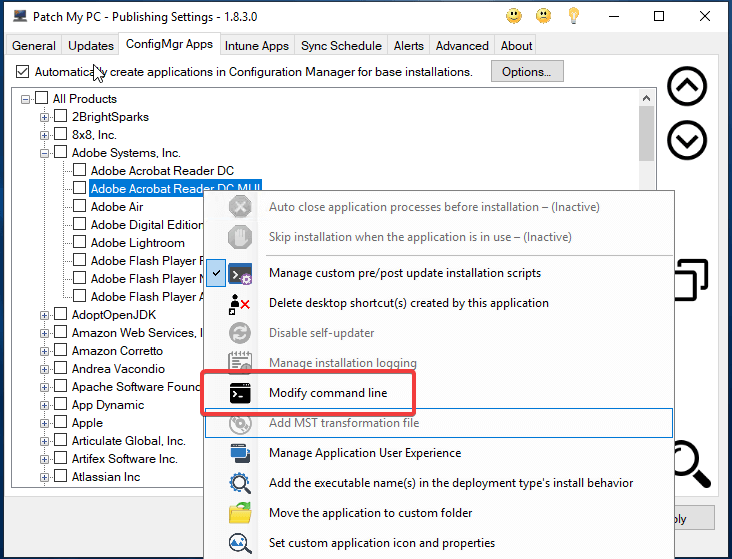 Patch My PC - Publishing Settings - 1.8.3.0
General Updates ConfigMgr Apps Intune Apps Sync Schedule Alerts Advanced About
Automatically create applications in Configuration Manager for base installations. Options...
All Products
2BrightSparks
8x8, Inc.
Adobe Systems, Inc.
Adobe Acrobat Reader DC
Adobe Acrobat Reader DC MUI
Adobe Air
Adobe Digital Edition
Adobe Lightroom
Adobe Flash Player
Adobe Flash Player
Adobe Flash Player
AdoptOpenJDK
Amazon Web Services,
Amazon Corretto
Andrea Vacondio
Apache Software Found
App Dynamic
Apple
Articulate Global, Inc.
Artifex Software Inc.
Atlassian Inc
Auto close application processes before installation – (Inactive)
Skip installation when the application is in use – (Inactive)
Manage custom pre/post update installation scripts
Delete desktop shortcut(s) created by this application
Disable self-updater
Manage installation logging
Modify command line
Add MST transformation file
Manage Application User Experience
Add the executable name(s) in the deployment type's install behavior
Move the application to custom folder
Set custom application icon and properties
ply